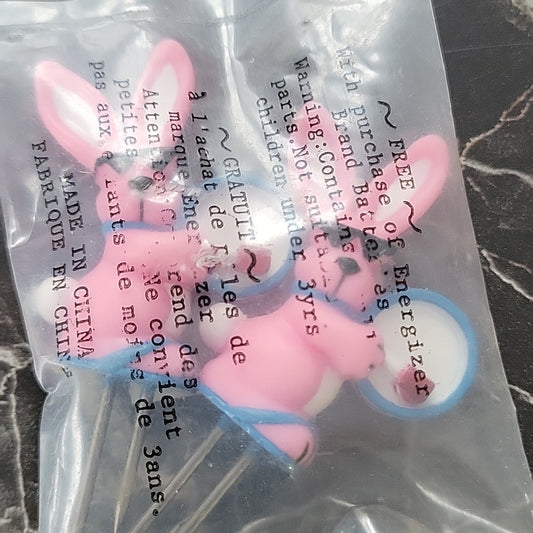 ~ FREE ~
With purchase of Energizer
Brand Batteries
Warning:Contains small
parts.Not suitable
children under 3yrs
~ GRATUIT ~
à l'achat de piles de
marque Energizer
Attention Comprend des
petites Ne convient
pas aux enfants de moins de 3ans.
MADE IN CHINA
FABRIQUE EN CHINE